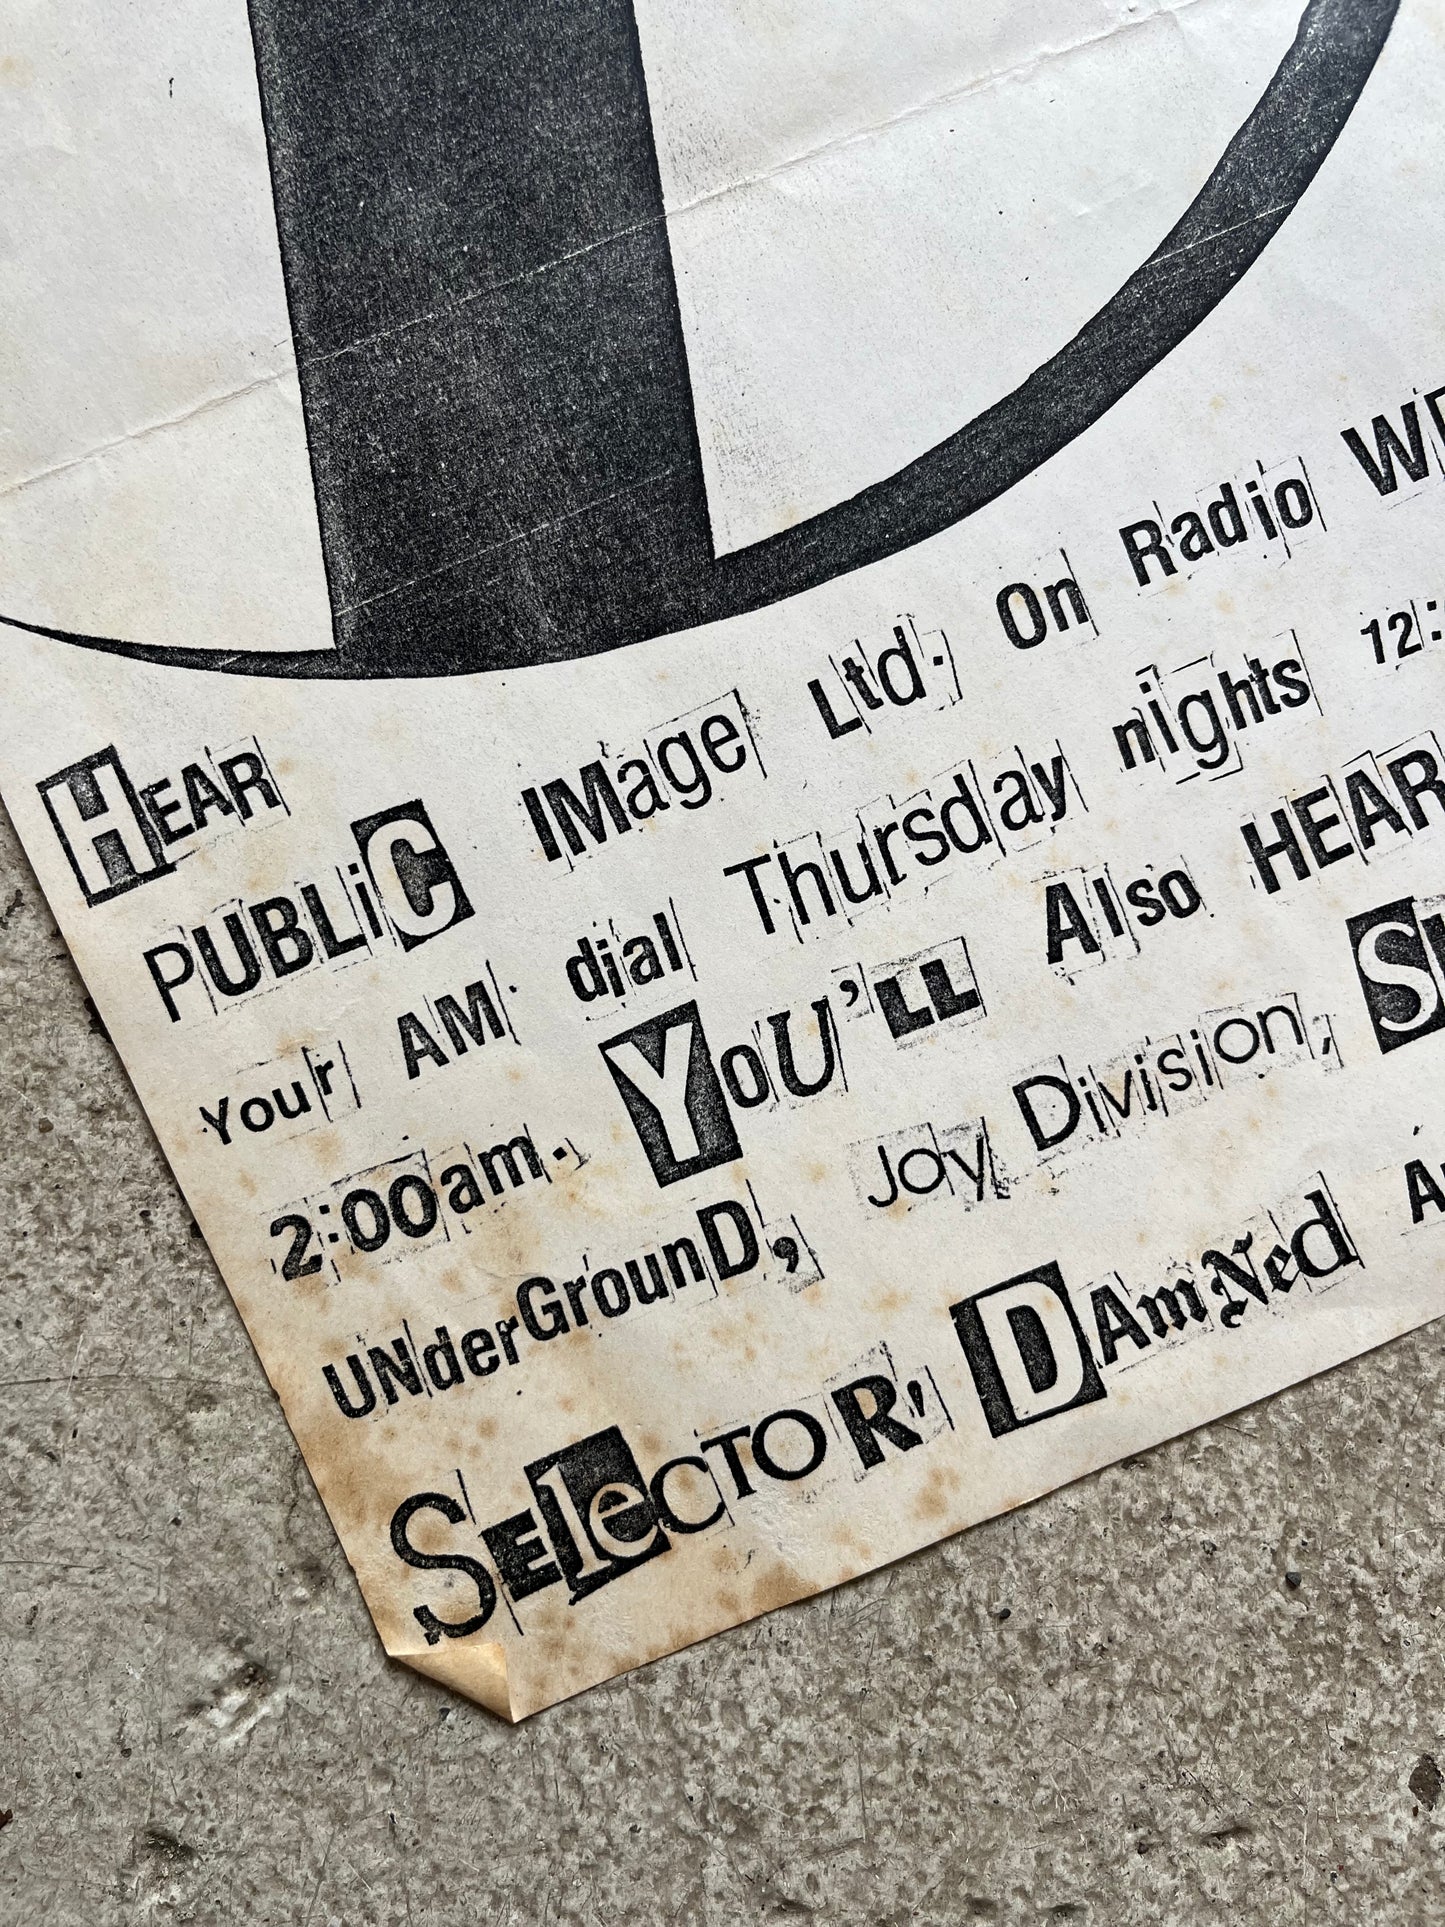 HEAR
PUBLiC IMage Ltd. On Radio
Your AM dial Thursday nights 12:
2:00am. YoU'LL Also HEAR
UNderGrounD, Joy Division,
SElecTOR, DAmNed